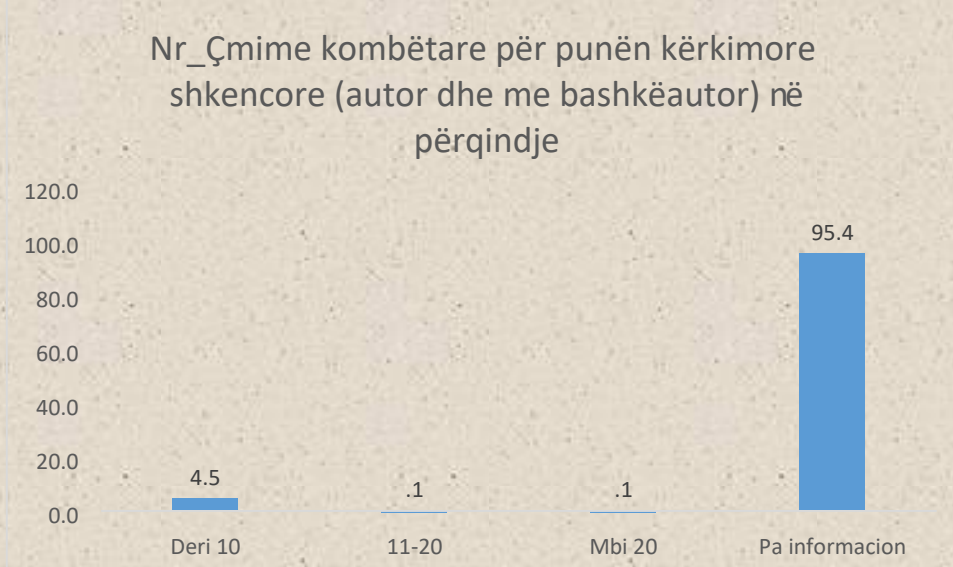 Nr_Çmime kombëtare për punën kërkimore
shkencore (autor dhe me bashkëautor) në
përqindje
120.0
100.0
80.0
60.0
40.0
20.0
0.0
4.5
.1
.1
95.4
Deri 10
11-20
Mbi 20
Pa informacion